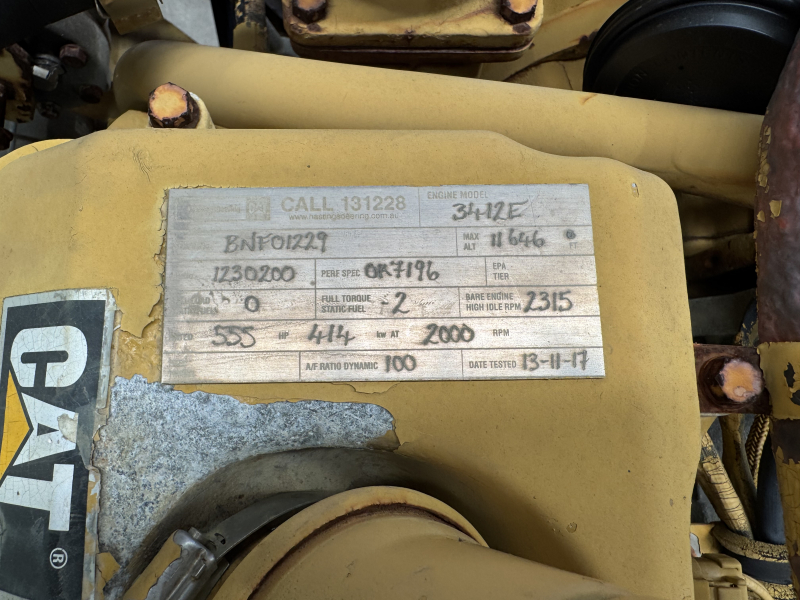 CALL 131228
www.hastingsdeering.com.au
ENGINE MODEL 3412E
BNF01229 MAX ALT 11646 FT
1230200 PERF SPEC 0K7196 EPA TIER
0 FULL TORQUE STATIC FUEL -2 BARE ENGINE HIGH IDLE RPM 2315
555 HP 414 kW AT 2000 RPM
A/F RATIO DYNAMIC 100 DATE TESTED 13-11-17
CAT®